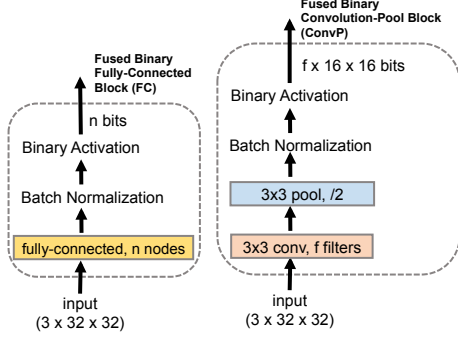 Fused Binary
Fully-Connected
Block (FC)
n bits
Binary Activation
Batch Normalization
fully-connected, n nodes
input
(3 x 32 x 32)
Fused Binary
Convolution-Pool Block
(ConvP)
f x 16 x 16 bits
Binary Activation
Batch Normalization
3x3 pool, /2
3x3 conv, f filters
input
(3 x 32 x 32)